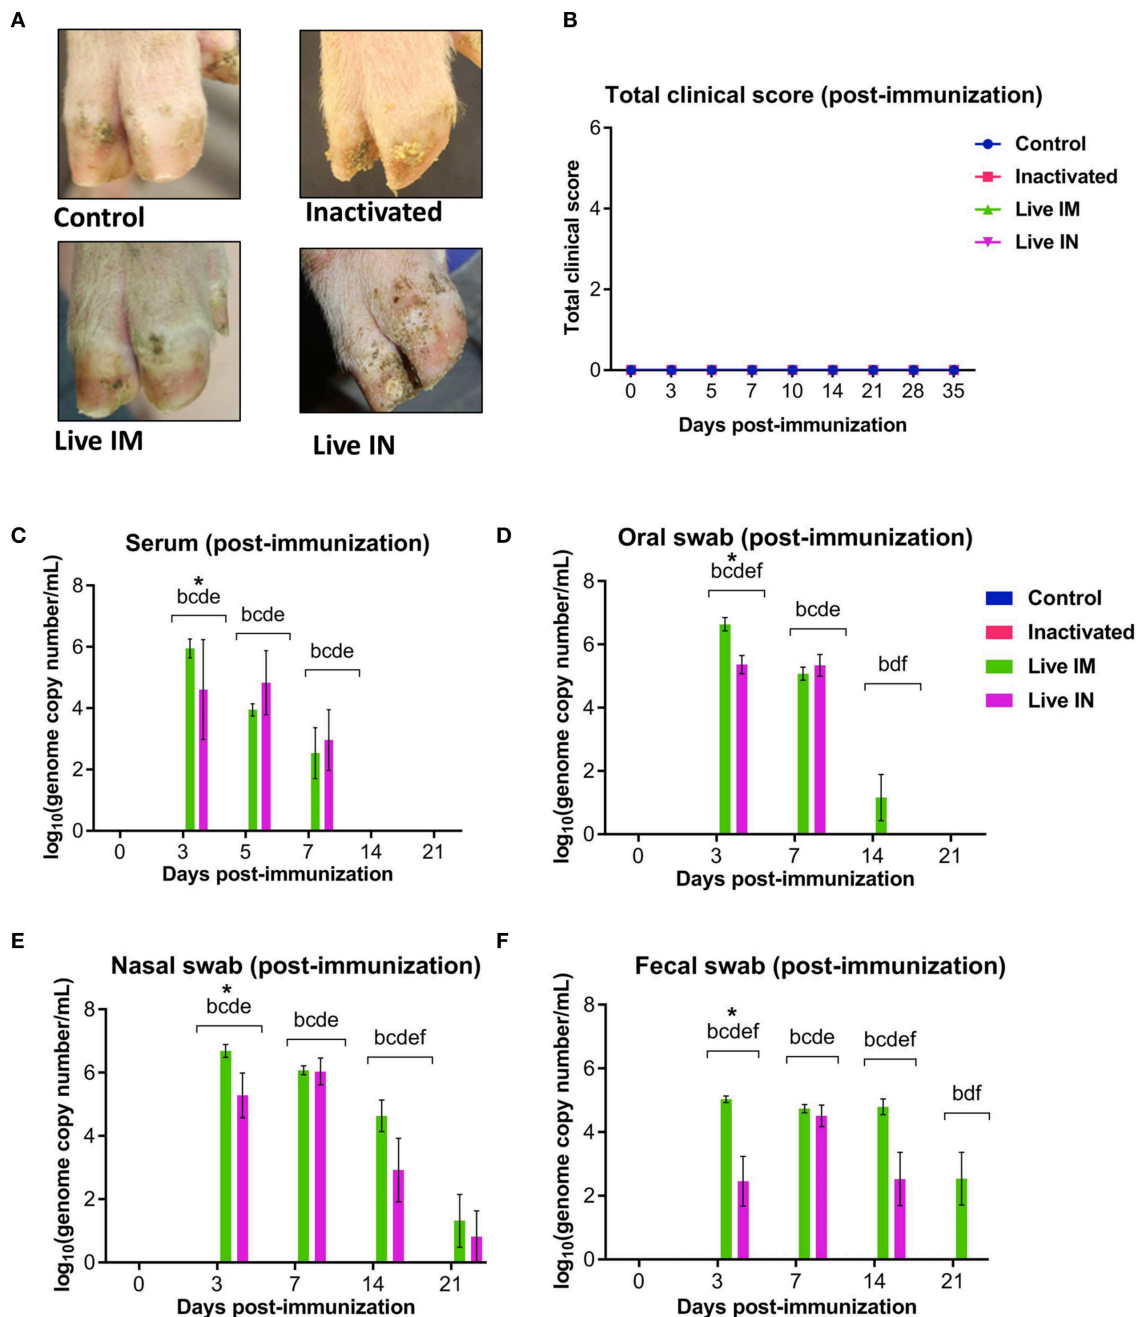 A
Control
Inactivated
Live IM
Live IN
B
Total clinical score (post-immunization)
Total clinical score
6
4
2
0
0 3 5 7 10 14 21 28 35
Days post-immunization
Control
Inactivated
Live IM
Live IN
C
Serum (post-immunization)
log10(genome copy number/mL)
8
6
4
2
0
*
bcde
bcde
bcde
0 3 5 7 14 21
Days post-immunization
D
Oral swab (post-immunization)
log10(genome copy number/mL)
8
6
4
2
0
*
bcdef
bcde
bdf
0 3 7 14 21
Days post-immunization
Control
Inactivated
Live IM
Live IN
E
Nasal swab (post-immunization)
log10(genome copy number/mL)
8
6
4
2
0
*
bcde
bcde
bcdef
0 3 7 14 21
Days post-immunization
F
Fecal swab (post-immunization)
log10(genome copy number/mL)
8
6
4
2
0
*
bcdef
bcde
bcdef
bdf
0 3 7 14 21
Days post-immunization